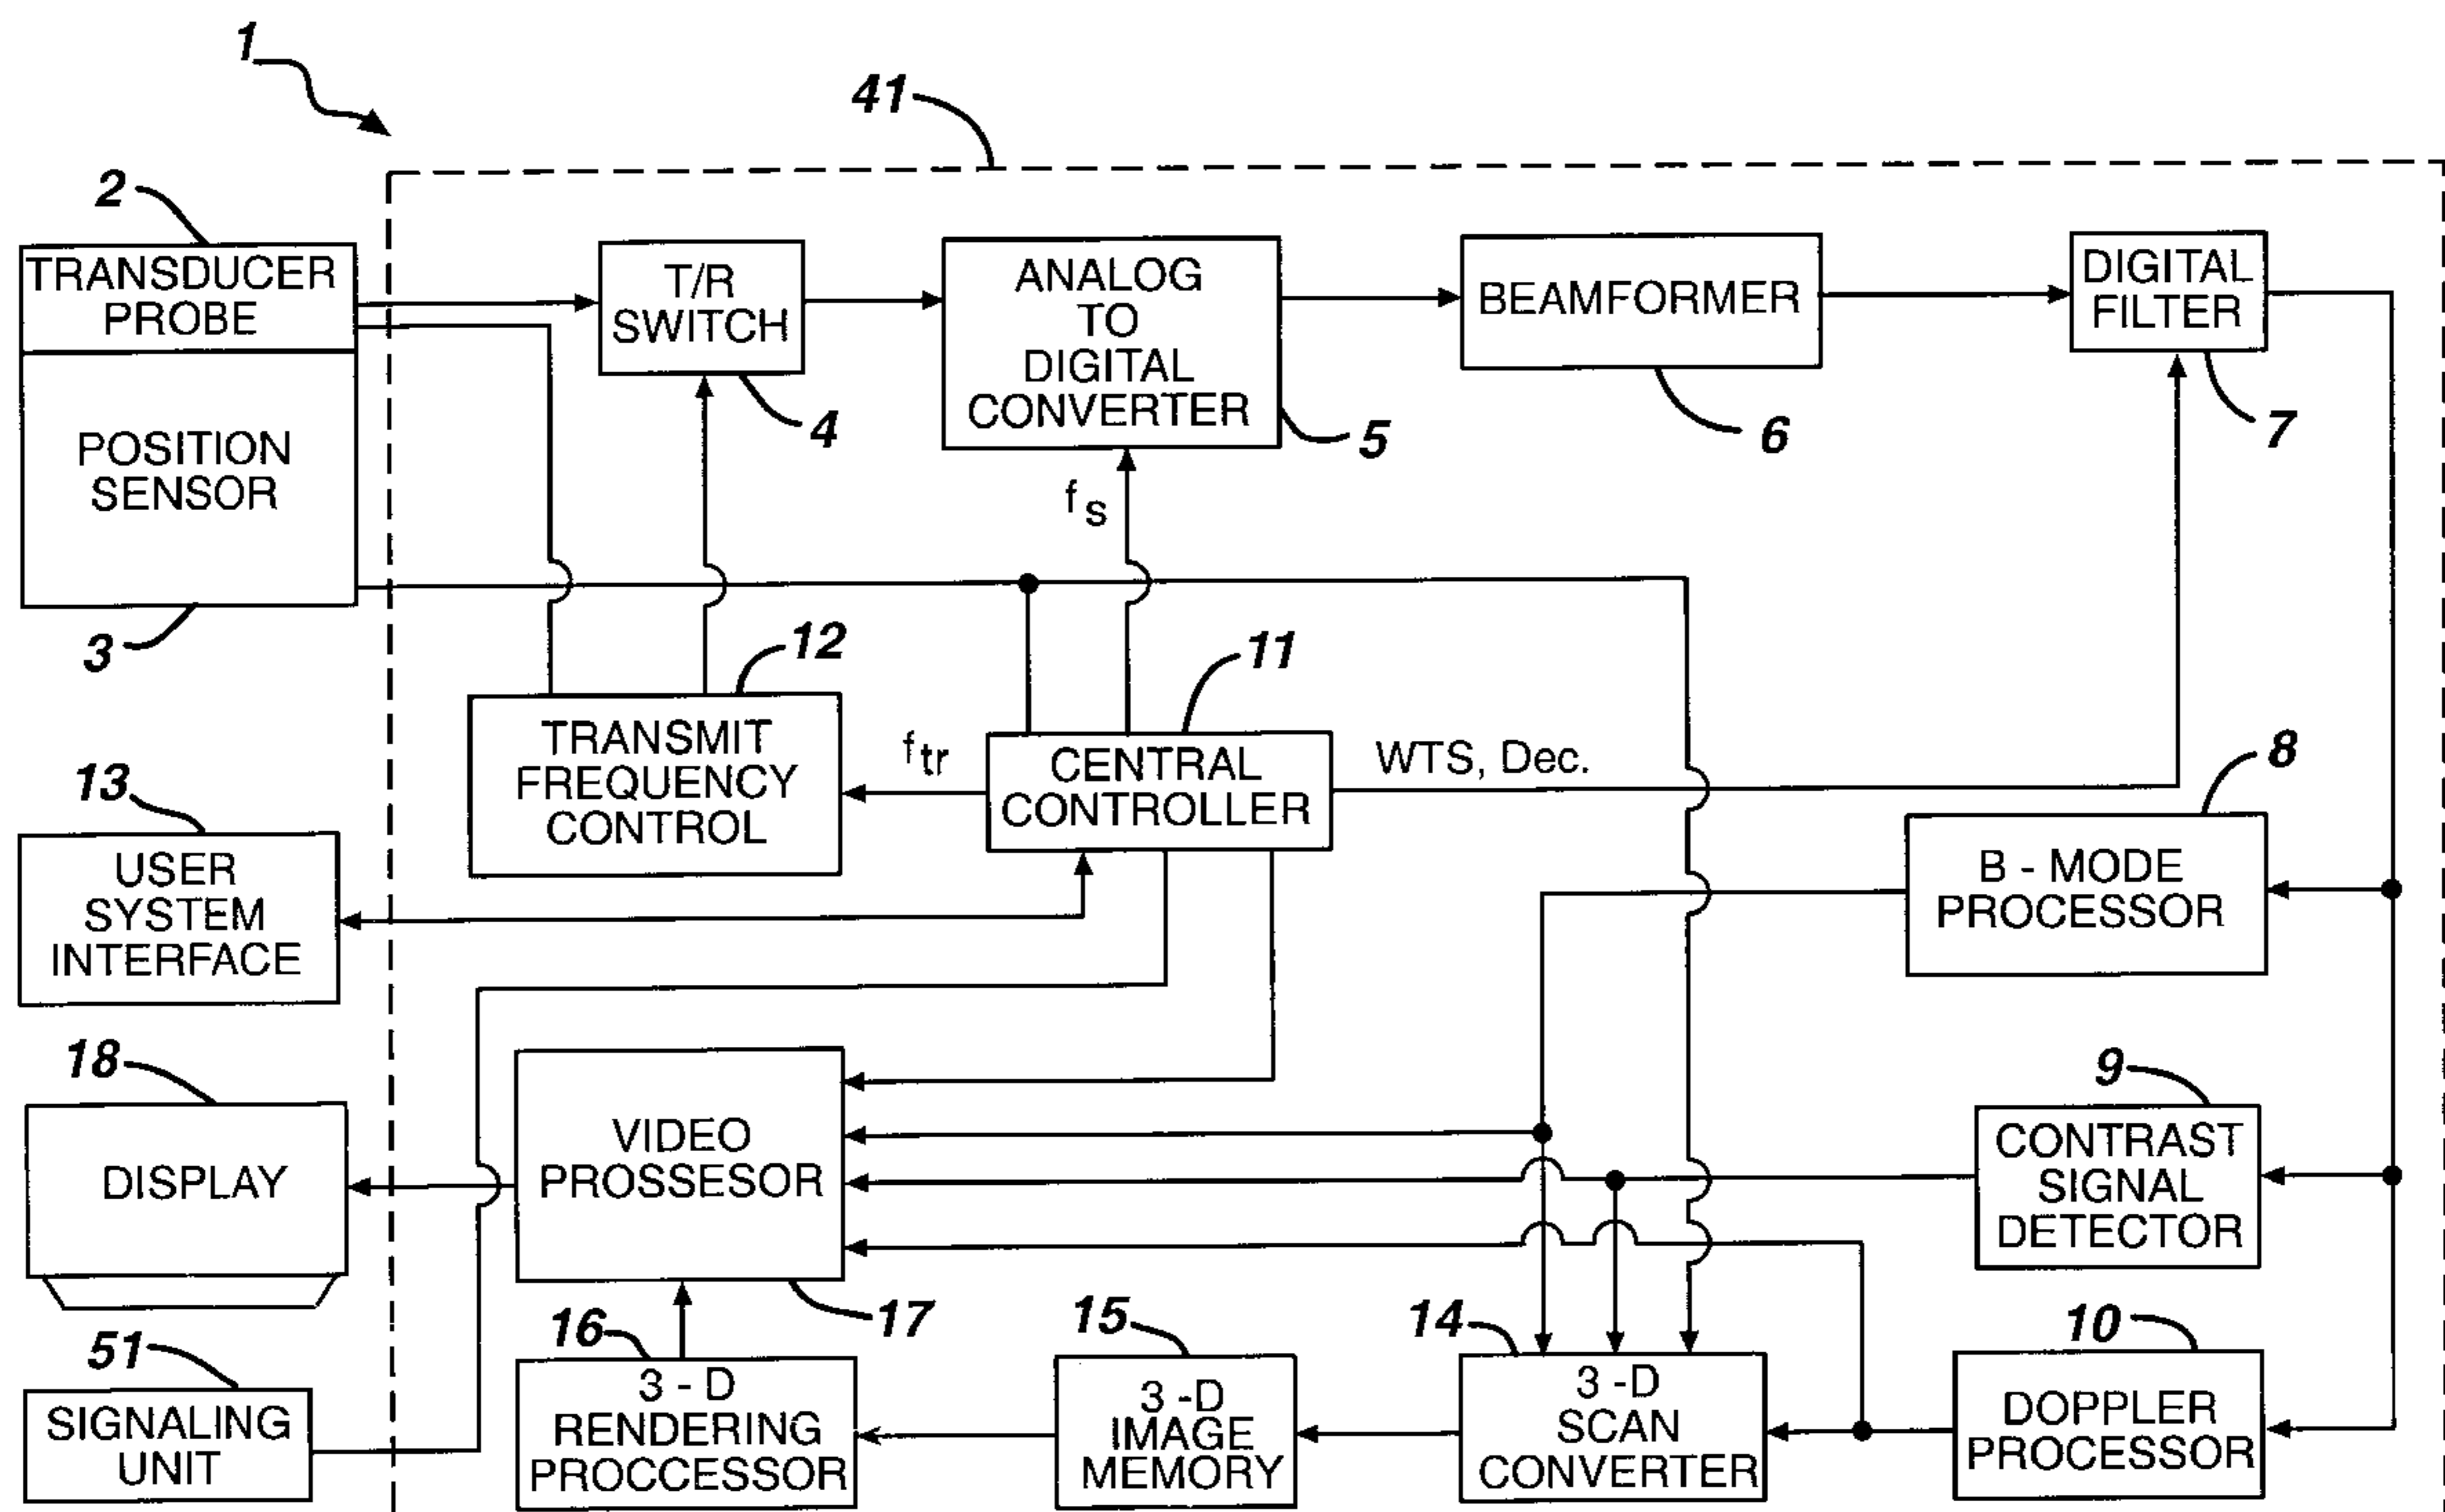 1
41
2
TRANSDUCER
PROBE
T/R
SWITCH
ANALOG
TO
DIGITAL
CONVERTER
BEAMFORMER
DIGITAL
FILTER
4
5
6
7
POSITION
SENSOR
3
fs
12
11
TRANSMIT
FREQUENCY
CONTROL
ftr
CENTRAL
CONTROLLER
WTS, Dec.
8
B - MODE
PROCESSOR
13
USER
SYSTEM
INTERFACE
18
DISPLAY
VIDEO
PROSSESOR
17
9
CONTRAST
SIGNAL
DETECTOR
51
SIGNALING
UNIT
16
3 - D
RENDERING
PROCCESSOR
15
3 -D
IMAGE
MEMORY
14
3 -D
SCAN
CONVERTER
10
DOPPLER
PROCESSOR